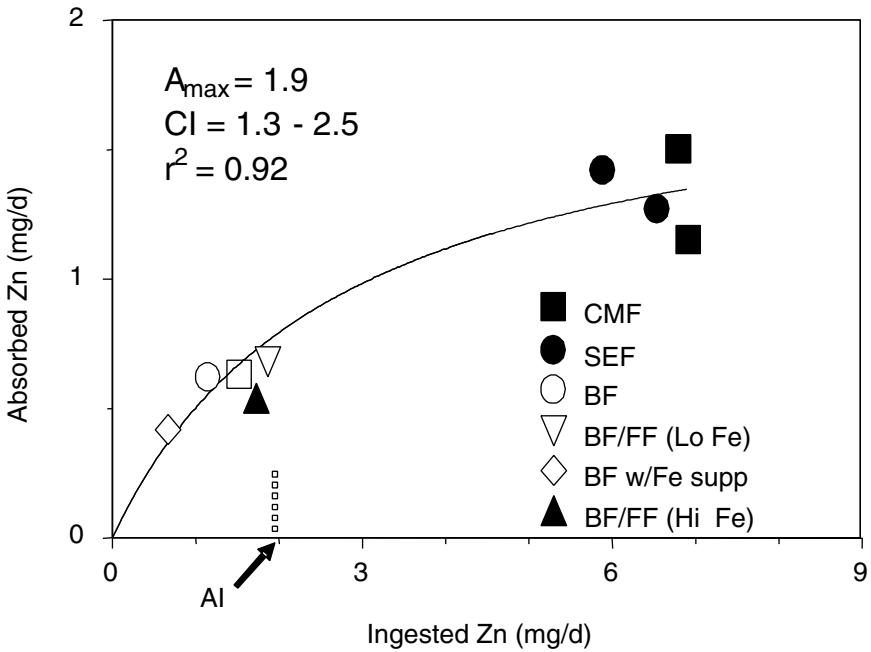 2
A_max = 1.9
CI = 1.3 - 2.5
r² = 0.92
Absorbed Zn (mg/d)
1
CMF
SEF
BF
BF/FF (Lo Fe)
BF w/Fe supp
BF/FF (Hi Fe)
0
0 3 6 9
AI
Ingested Zn (mg/d)